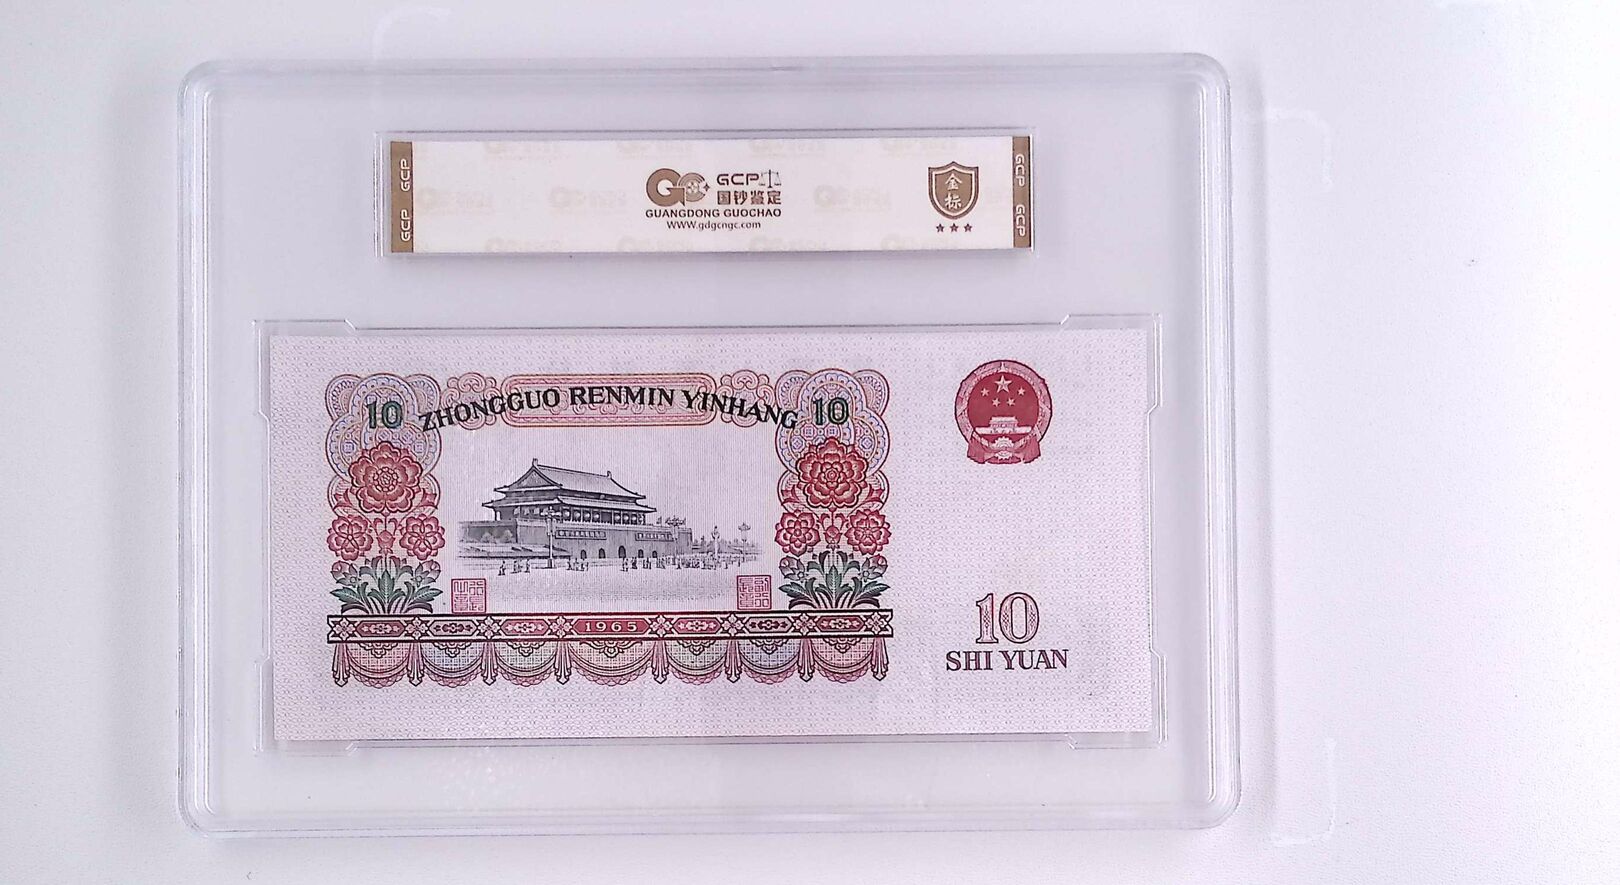 GCP GCP
GCP
国钞鉴定
GUANGDONG GUOCHAO
WWW.gdgcngc.com
金标
GCP GCP
10 ZHONGGUO RENMIN YINHANG 10
1965
10
SHI YUAN